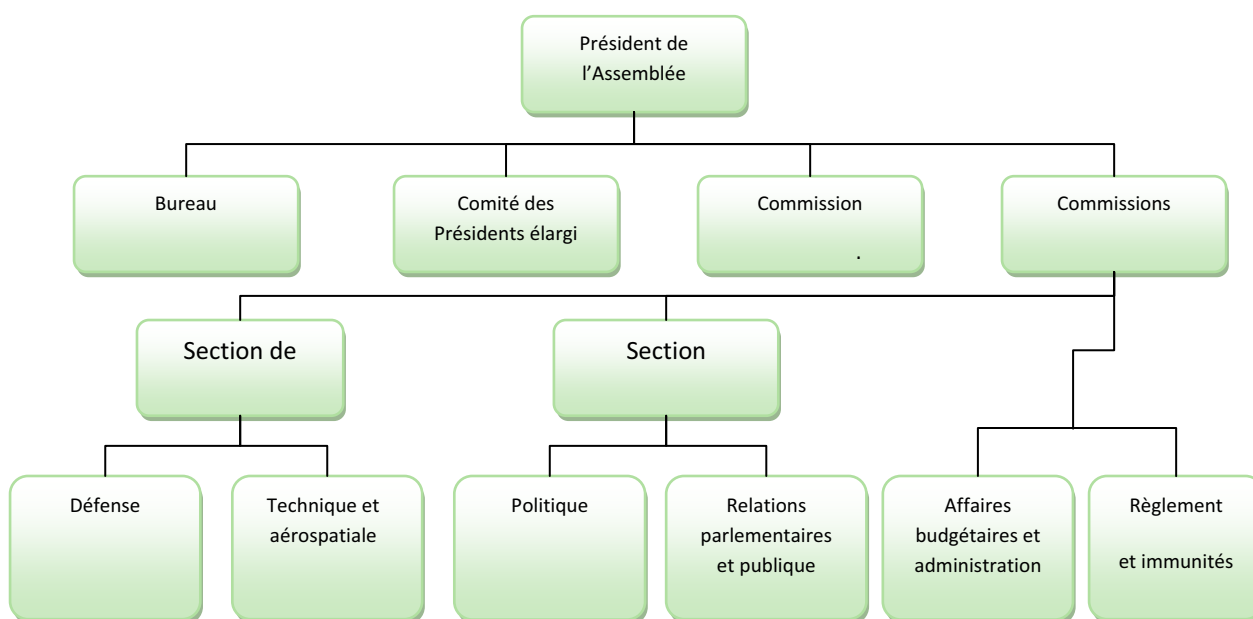 Président de
l’Assemblée
Bureau
Comité des
Présidents élargi
Commission
.
Commissions
Section de
Section
Défense
Technique et
aérospatiale
Politique
Relations
parlementaires
et publique
Affaires
budgétaires et
administration
Règlement
et immunités